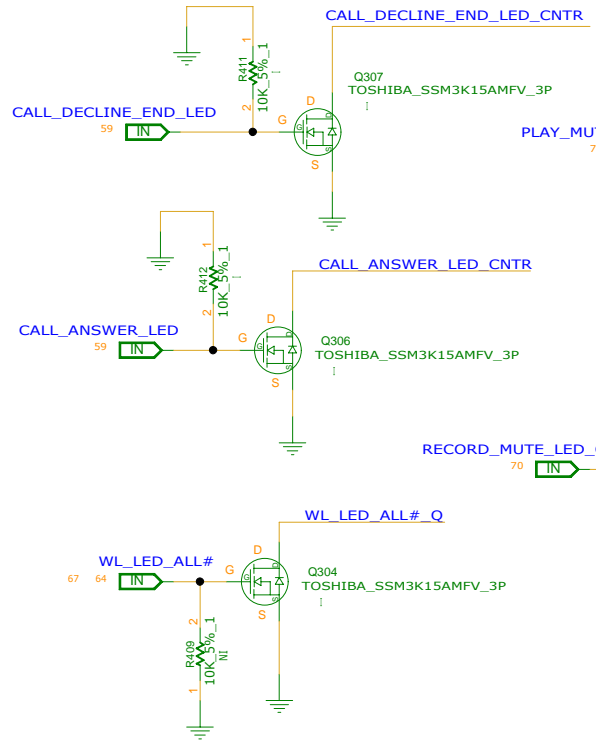 CALL_DECLINE_END_LED_CNTR
1
R411
10K_5%_1
2
Q307
TOSHIBA_SSM3K15AMFV_3P
CALL_DECLINE_END_LED
59
IN
G
D
G
D
S
S
PLAY_MU
7
1
R412
10K_5%_1
2
CALL_ANSWER_LED_CNTR
CALL_ANSWER_LED
59
IN
G
D
G
D
S
S
Q306
TOSHIBA_SSM3K15AMFV_3P
RECORD_MUTE_LED_
70
IN
WL_LED_ALL#_Q
WL_LED_ALL#
67
64
IN
G
D
G
D
S
S
Q304
TOSHIBA_SSM3K15AMFV_3P
2
R409
10K_5%_1
NI
1